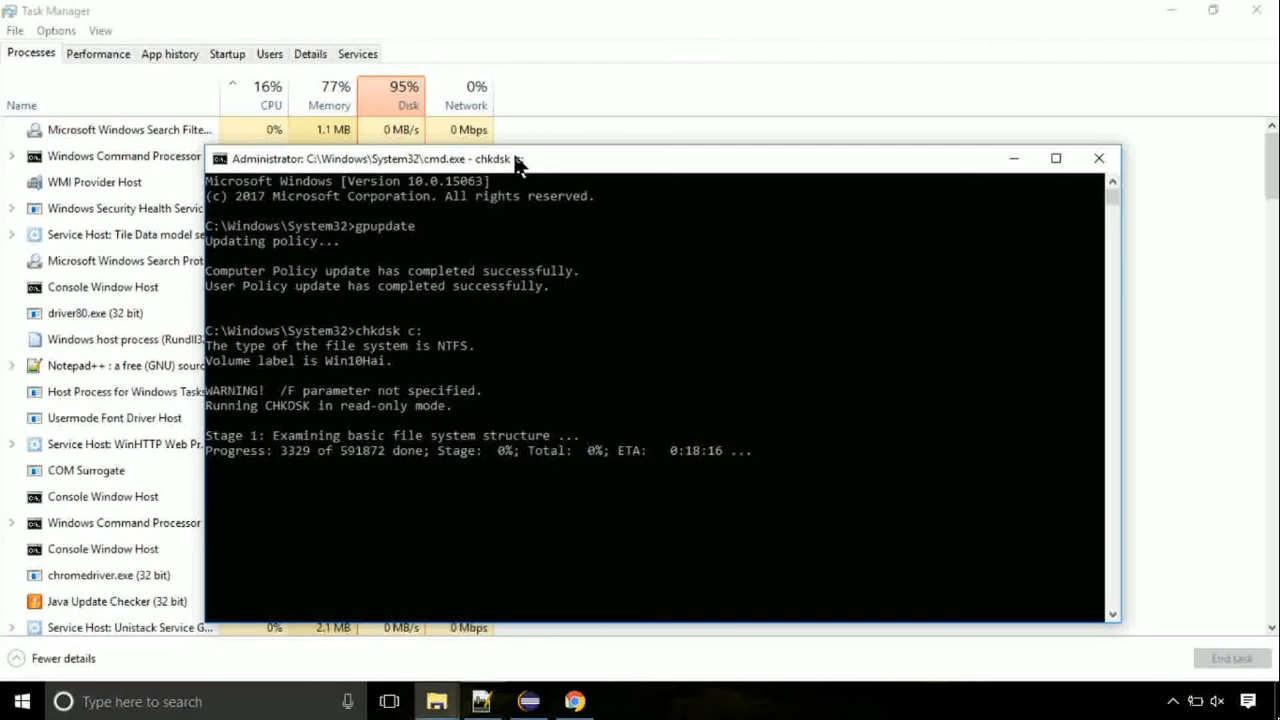 Task Manager
File Options View
Processes Performance App history Startup Users Details Services
16% 77% 95% 0%
Name CPU Memory Disk Network
Microsoft Windows Search Filte... 0% 1.1 MB 0 MB/s 0 Mbps
Windows Command Processor
WMI Provider Host
Windows Security Health Servic
Service Host: Tile Data model se
Microsoft Windows Search Prot
Console Window Host
driver80.exe (32 bit)
Windows host process (Rundll3
Notepad++ : a free (GNU) sourc
Host Process for Windows Task
Usermode Font Driver Host
Service Host: WinHTTP Web Pr
COM Surrogate
Console Window Host
Windows Command Processor
Console Window Host
chromedriver.exe (32 bit)
Java Update Checker (32 bit)
Service Host: Unistack Service G... 0% 2.1 MB 0 MB/s 0 Mbps
Administrator: C:\Windows\System32\cmd.exe - chkdsk
Microsoft Windows [Version 10.0.15063]
(c) 2017 Microsoft Corporation. All rights reserved.
C:\Windows\System32>gpupdate
Updating policy...
Computer Policy update has completed successfully.
User Policy update has completed successfully.
C:\Windows\System32>chkdsk c:
The type of the file system is NTFS.
Volume label is Win10Hai.
WARNING!  /F parameter not specified.
Running CHKDSK in read-only mode.
Stage 1: Examining basic file system structure ...
Progress: 3329 of 591872 done; Stage:  0%; Total:  0%; ETA:   0:18:16 ...
Fewer details
End task
Type here to search